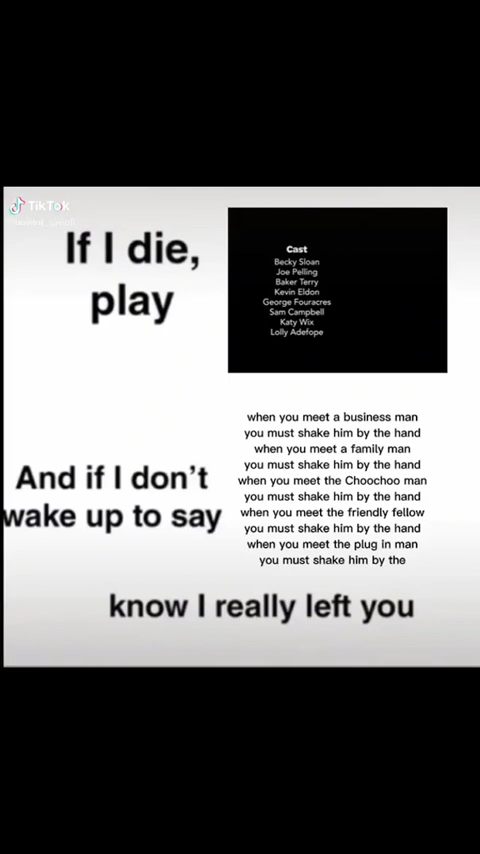 TikTok
If I die,
play
Cast
Becky Sloan
Joe Pelling
Baker Terry
Kevin Eldon
George Fouracres
Sam Campbell
Katy Wix
Lolly Adefope
And if I don't
wake up to say
when you meet a business man
you must shake him by the hand
when you meet a family man
you must shake him by the hand
when you meet the Choochoo man
you must shake him by the hand
when you meet the friendly fellow
you must shake him by the hand
when you meet the plug in man
you must shake him by the
know I really left you